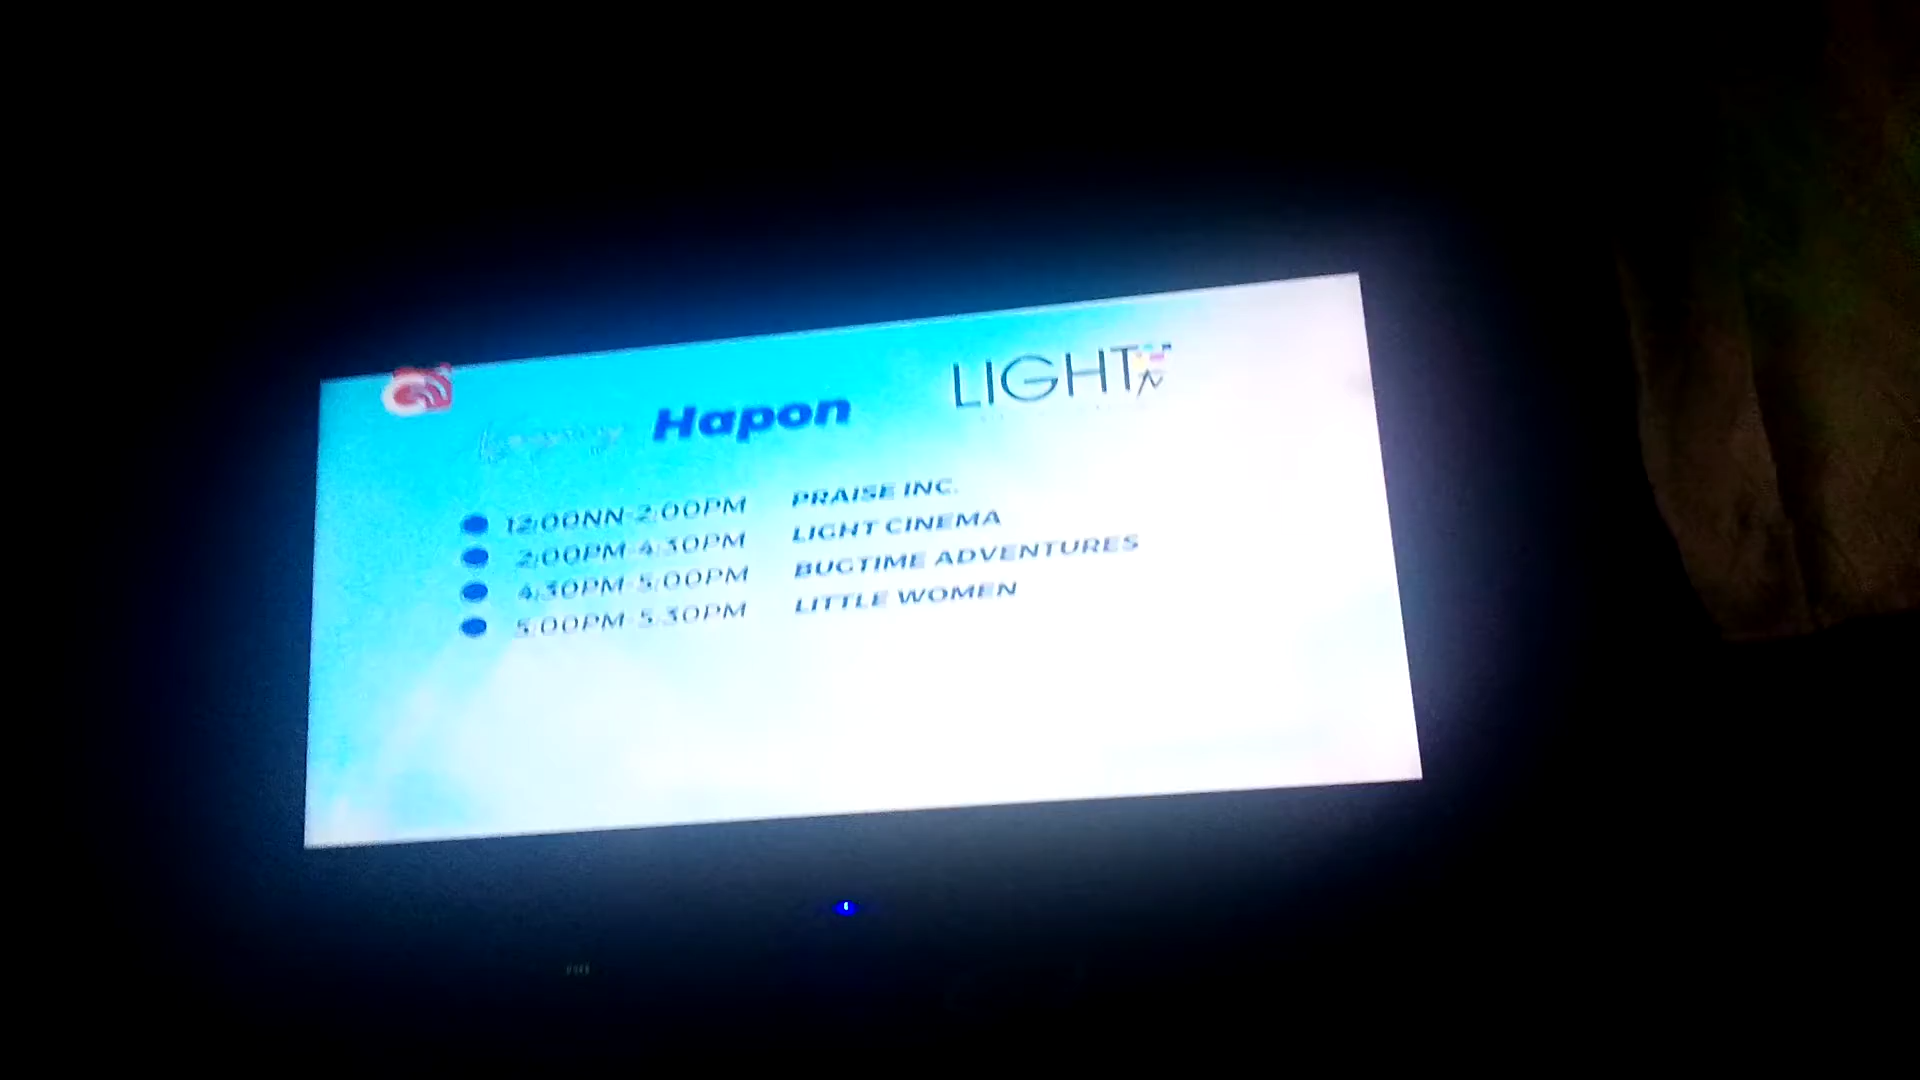 Hapon
LIGHT TV
12:00NN-2:00PM PRAISE INC.
2:00PM-4:30PM LIGHT CINEMA
4:30PM-5:00PM BUGTIME ADVENTURES
5:00PM-5:30PM LITTLE WOMEN